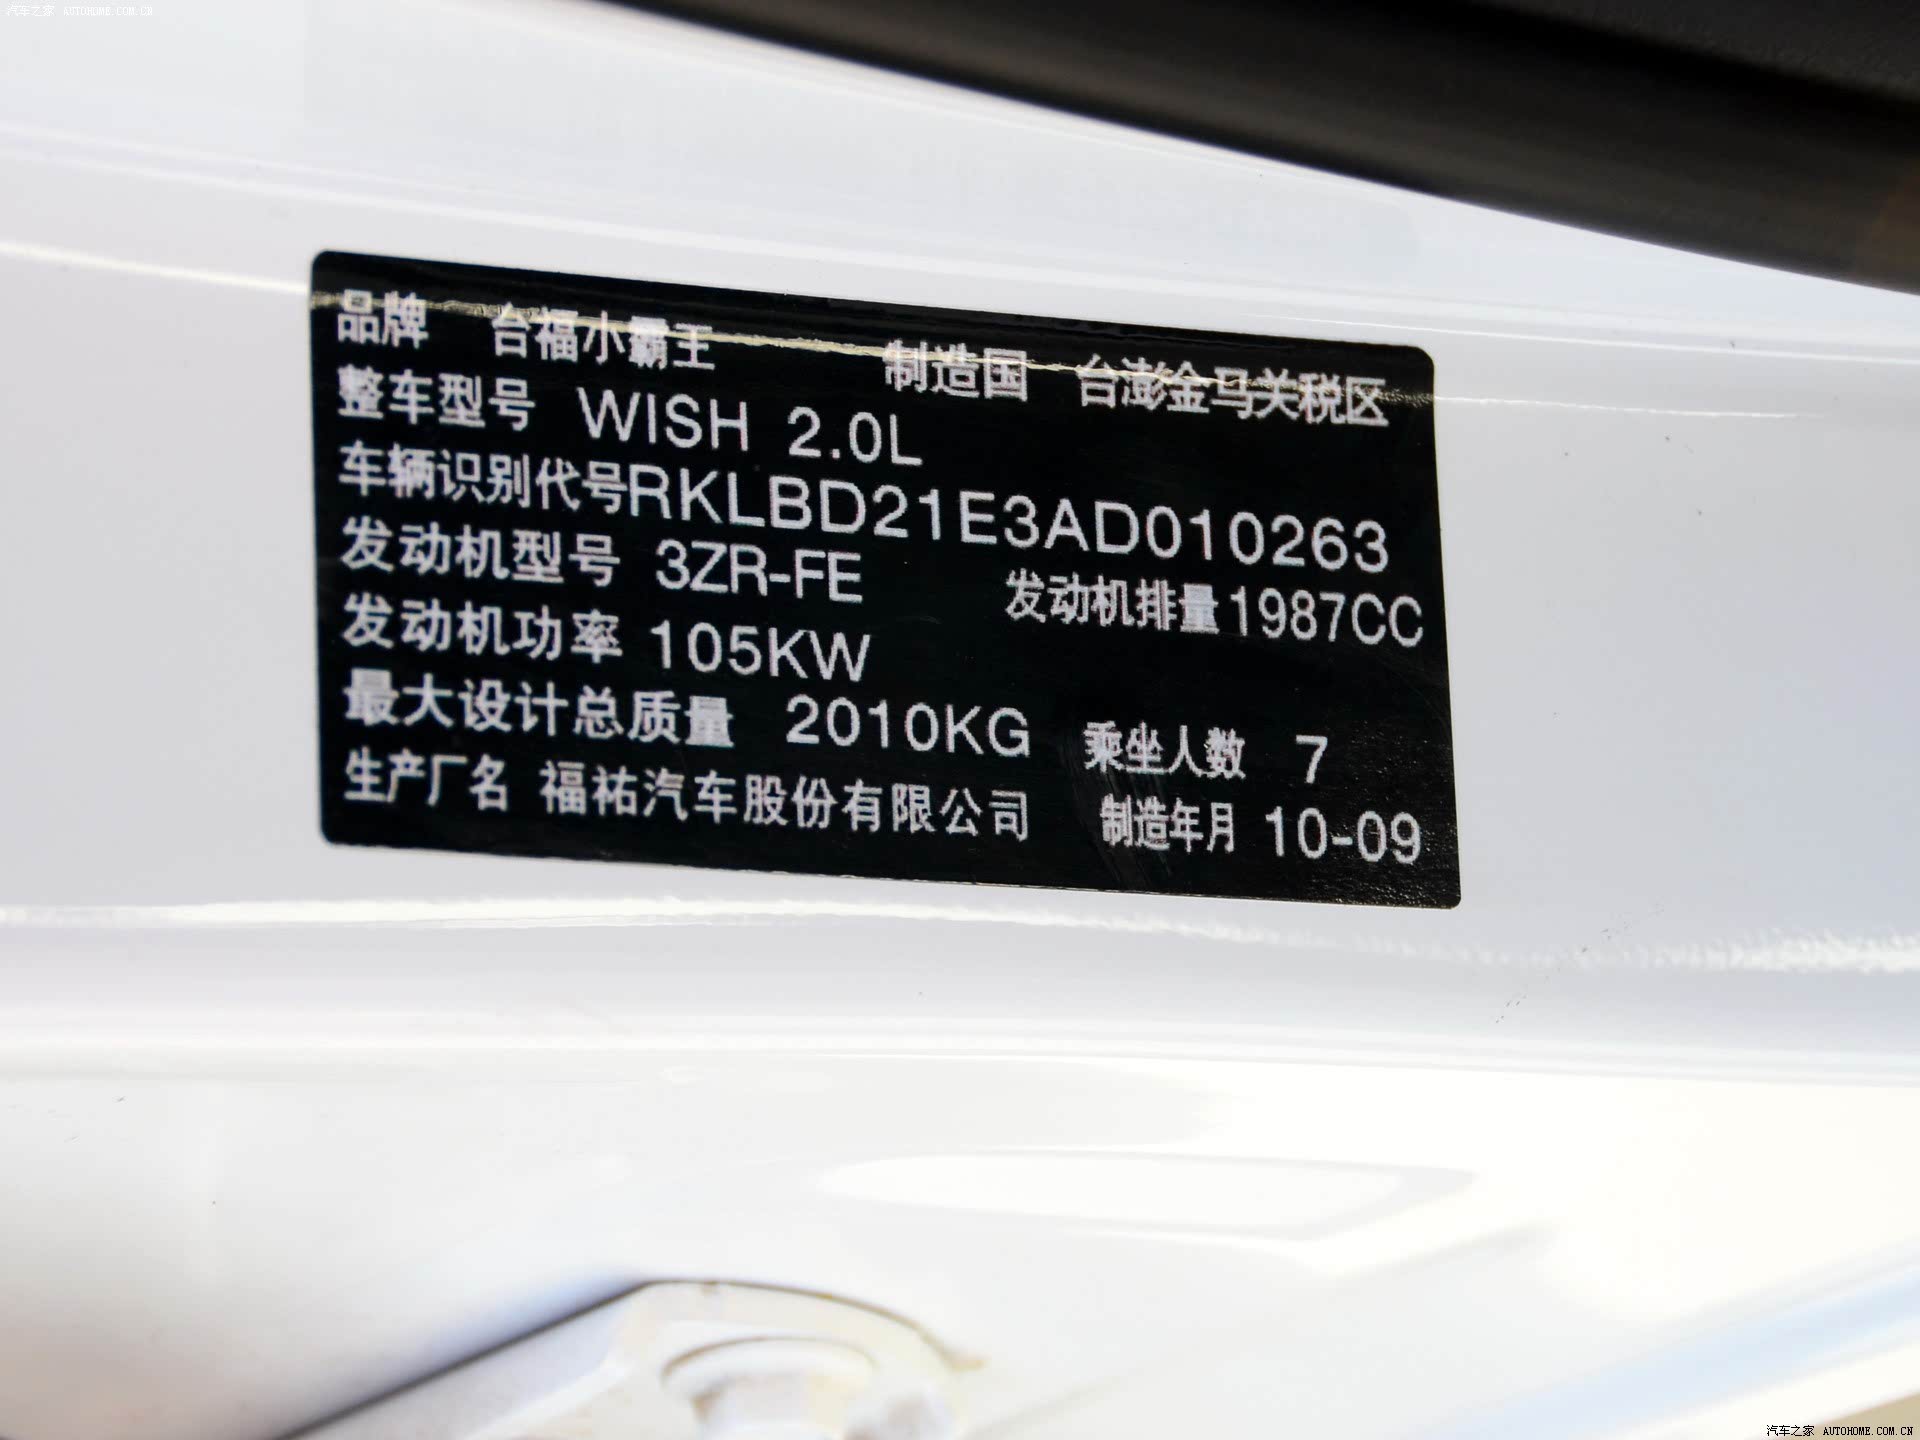 汽车之家 AUTOHOME.COM.CN
品牌 台福小霸王 制造国 台澎金马关税区
整车型号 WISH 2.0L
车辆识别代号RKLBD21E3AD010263
发动机型号 3ZR-FE 发动机排量1987CC
发动机功率 105KW
最大设计总质量 2010KG 乘坐人数 7
生产厂名 福祐汽车股份有限公司 制造年月 10-09
汽车之家 AUTOHOME.COM.CN